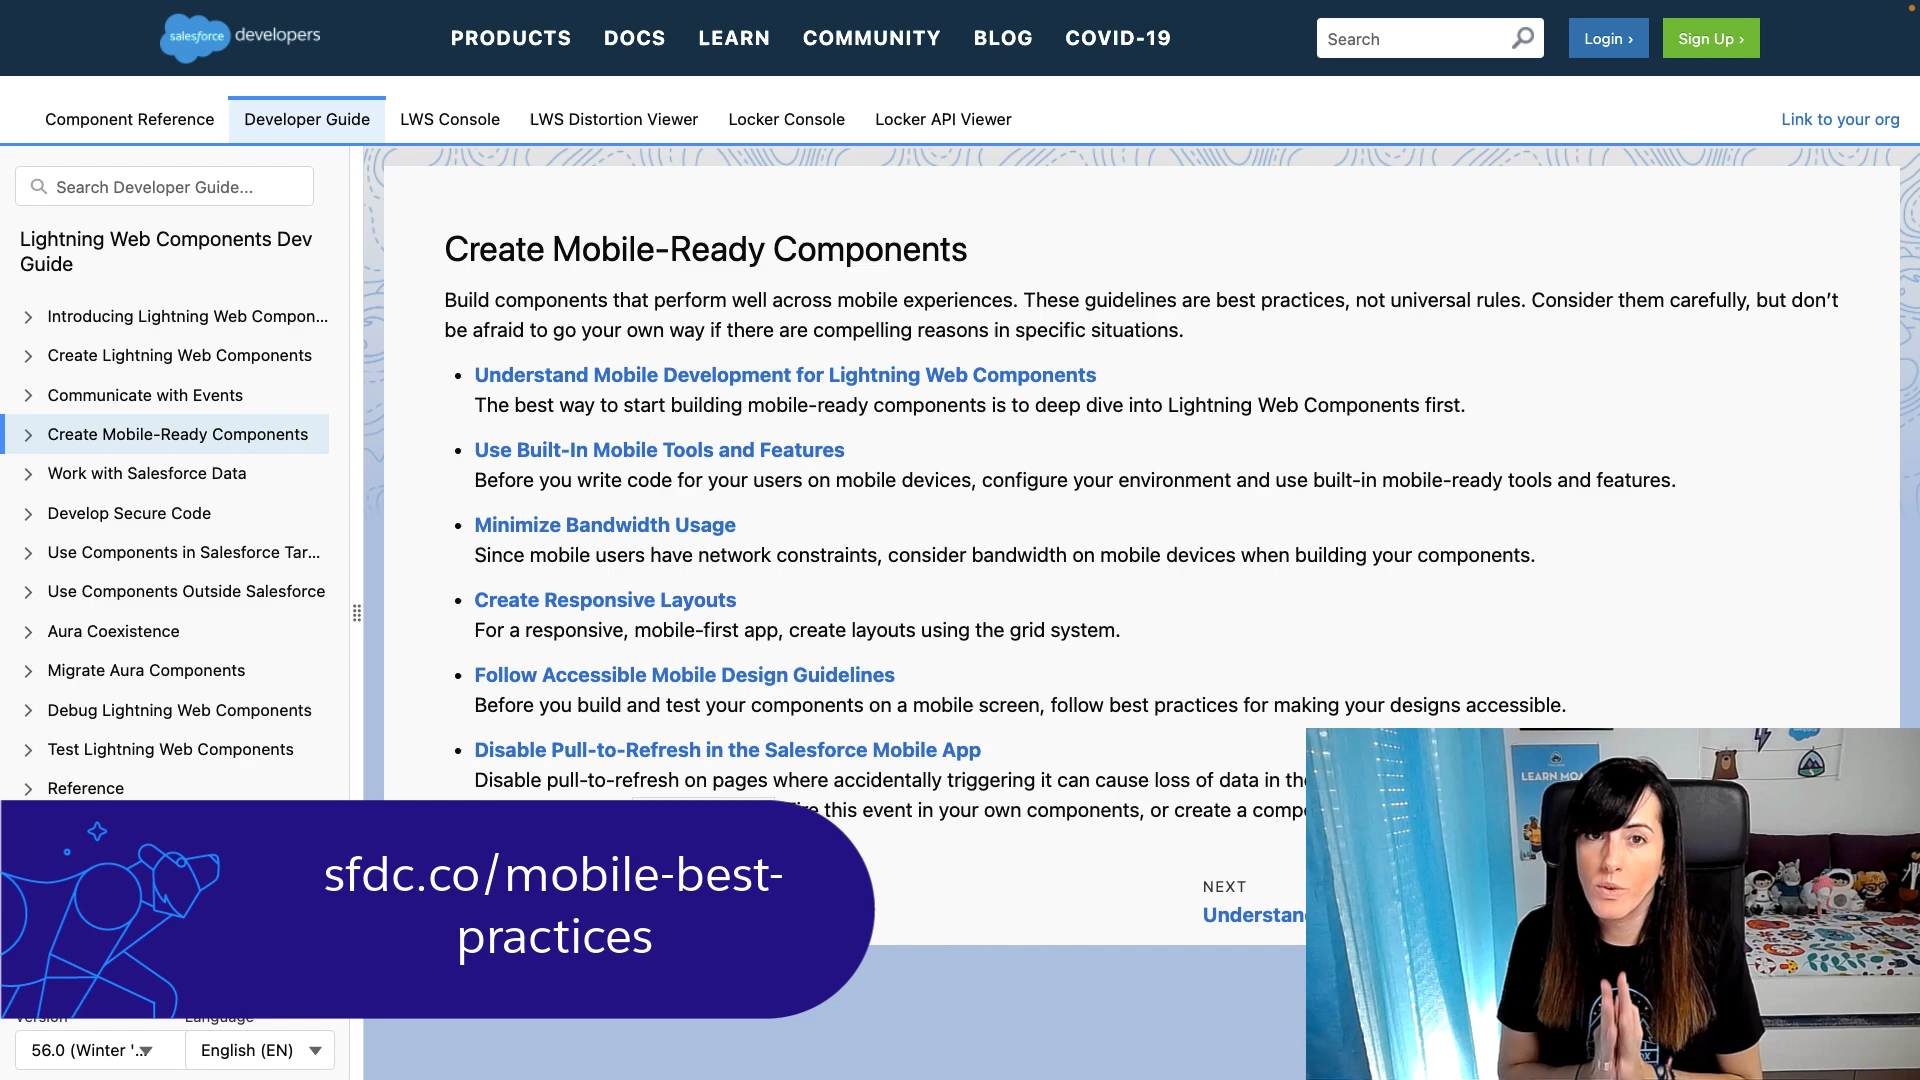 salesforce developers
PRODUCTS DOCS LEARN COMMUNITY BLOG COVID-19
Search
Login ›
Sign Up ›
Component Reference
Developer Guide
LWS Console
LWS Distortion Viewer
Locker Console
Locker API Viewer
Link to your org
Search Developer Guide...
Lightning Web Components Dev
Guide
Introducing Lightning Web Compon...
Create Lightning Web Components
Communicate with Events
Create Mobile-Ready Components
Work with Salesforce Data
Develop Secure Code
Use Components in Salesforce Tar...
Use Components Outside Salesforce
Aura Coexistence
Migrate Aura Components
Debug Lightning Web Components
Test Lightning Web Components
Reference
Version
Language
56.0 (Winter '...
English (EN)
Create Mobile-Ready Components
Build components that perform well across mobile experiences. These guidelines are best practices, not universal rules. Consider them carefully, but don’t
be afraid to go your own way if there are compelling reasons in specific situations.
• Understand Mobile Development for Lightning Web Components
The best way to start building mobile-ready components is to deep dive into Lightning Web Components first.
• Use Built-In Mobile Tools and Features
Before you write code for your users on mobile devices, configure your environment and use built-in mobile-ready tools and features.
• Minimize Bandwidth Usage
Since mobile users have network constraints, consider bandwidth on mobile devices when building your components.
• Create Responsive Layouts
For a responsive, mobile-first app, create layouts using the grid system.
• Follow Accessible Mobile Design Guidelines
Before you build and test your components on a mobile screen, follow best practices for making your designs accessible.
• Disable Pull-to-Refresh in the Salesforce Mobile App
Disable pull-to-refresh on pages where accidentally triggering it can cause loss of data in the
this event in your own components, or create a comp
NEXT
Understan
sfdc.co/mobile-best-
practices
LEARN MOA